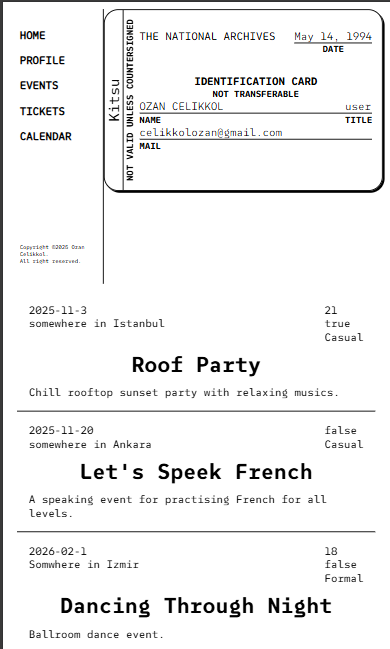 HOME
PROFILE
EVENTS
TICKETS
CALENDAR
Copyright ©2025 Ozan
Celikkol.
All right reserved.
Kitsu
NOT VALID UNLESS COUNTERSIGNED
THE NATIONAL ARCHIVES May 14, 1994
DATE
IDENTIFICATION CARD
NOT TRANSFERABLE
OZAN CELIKKOL user
NAME TITLE
celikkolozan@gmail.com
MAIL
2025-11-3 21
somewhere in Istanbul true
Casual
Roof Party
Chill rooftop sunset party with relaxing musics.
2025-11-20 false
somewhere in Ankara Casual
Let's Speek French
A speaking event for practising French for all
levels.
2026-02-1 18
Somwhere in Izmir false
Formal
Dancing Through Night
Ballroom dance event.